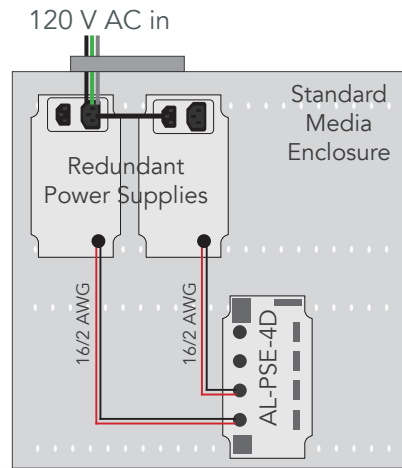 120 V AC in
Standard
Media
Enclosure
Redundant
Power Supplies
16/2 AWG
16/2 AWG
AL-PSE-4D